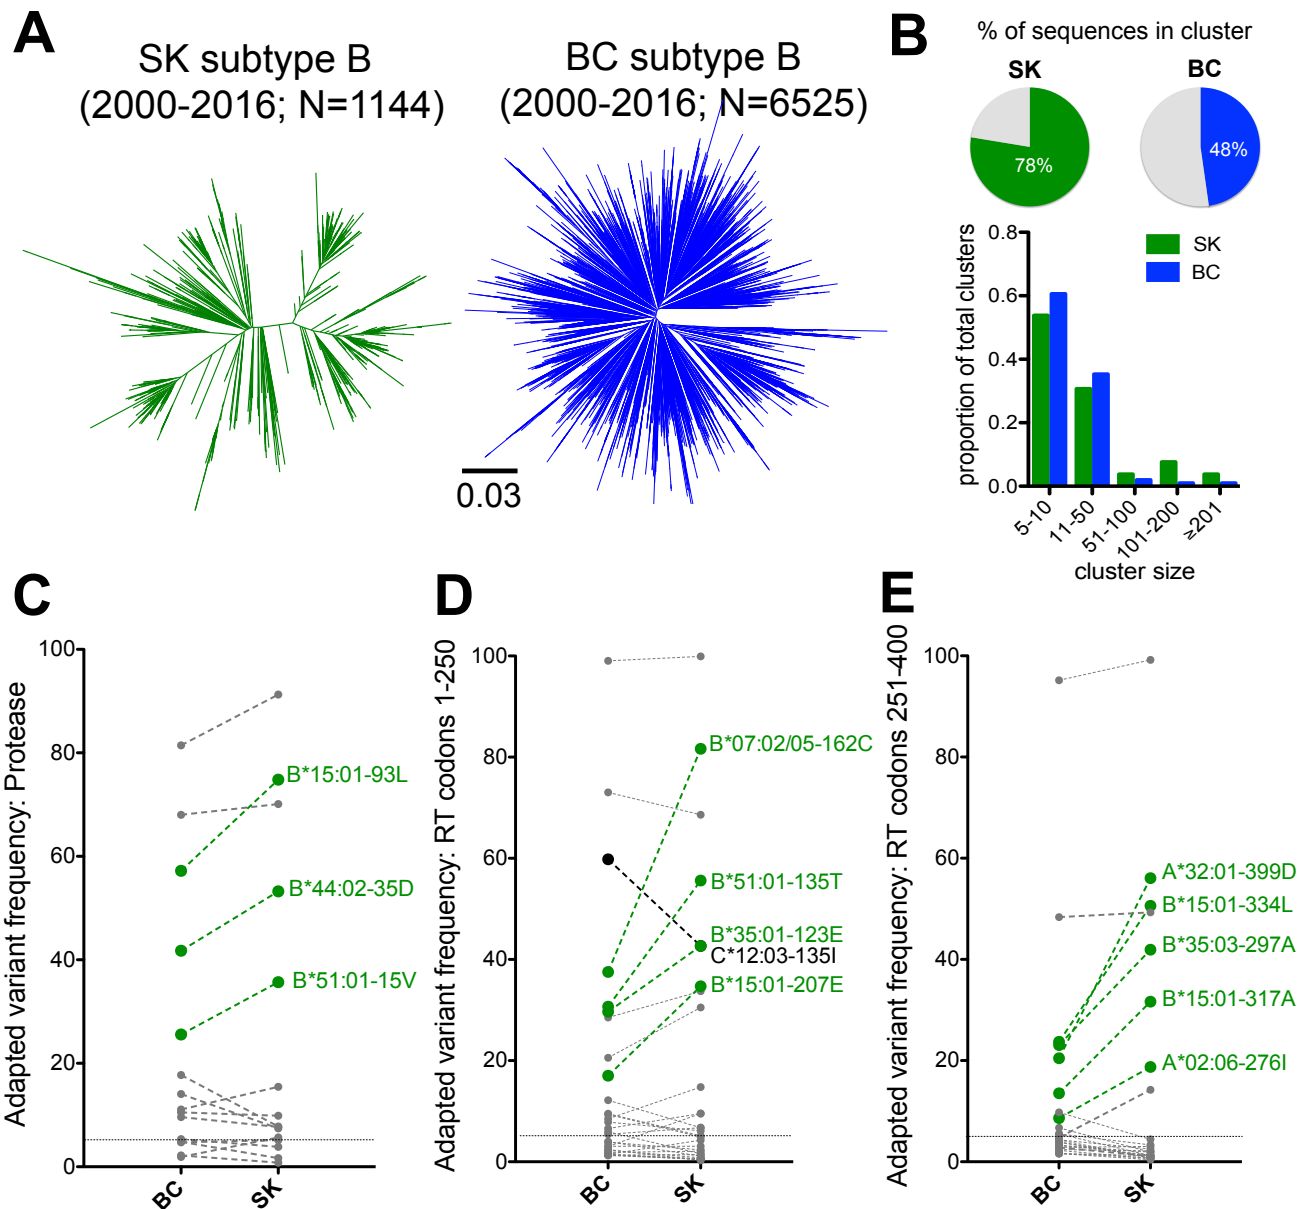 A
SK subtype B
(2000-2016; N=1144)
BC subtype B
(2000-2016; N=6525)
0.03
B
% of sequences in cluster
SK
BC
78%
48%
proportion of total clusters
0.8
0.6
0.4
0.2
0.0
SK
BC
5-10
11-50
51-100
101-200
≥201
cluster size
C
Adapted variant frequency: Protease
100
80
60
40
20
0
B*15:01-93L
B*44:02-35D
B*51:01-15V
BC
SK
D
Adapted variant frequency: RT codons 1-250
100
80
60
40
20
0
B*07:02/05-162C
B*51:01-135T
B*35:01-123E
C*12:03-135I
B*15:01-207E
BC
SK
E
Adapted variant frequency: RT codons 251-400
100
80
60
40
20
0
A*32:01-399D
B*15:01-334L
B*35:03-297A
B*15:01-317A
A*02:06-276I
BC
SK